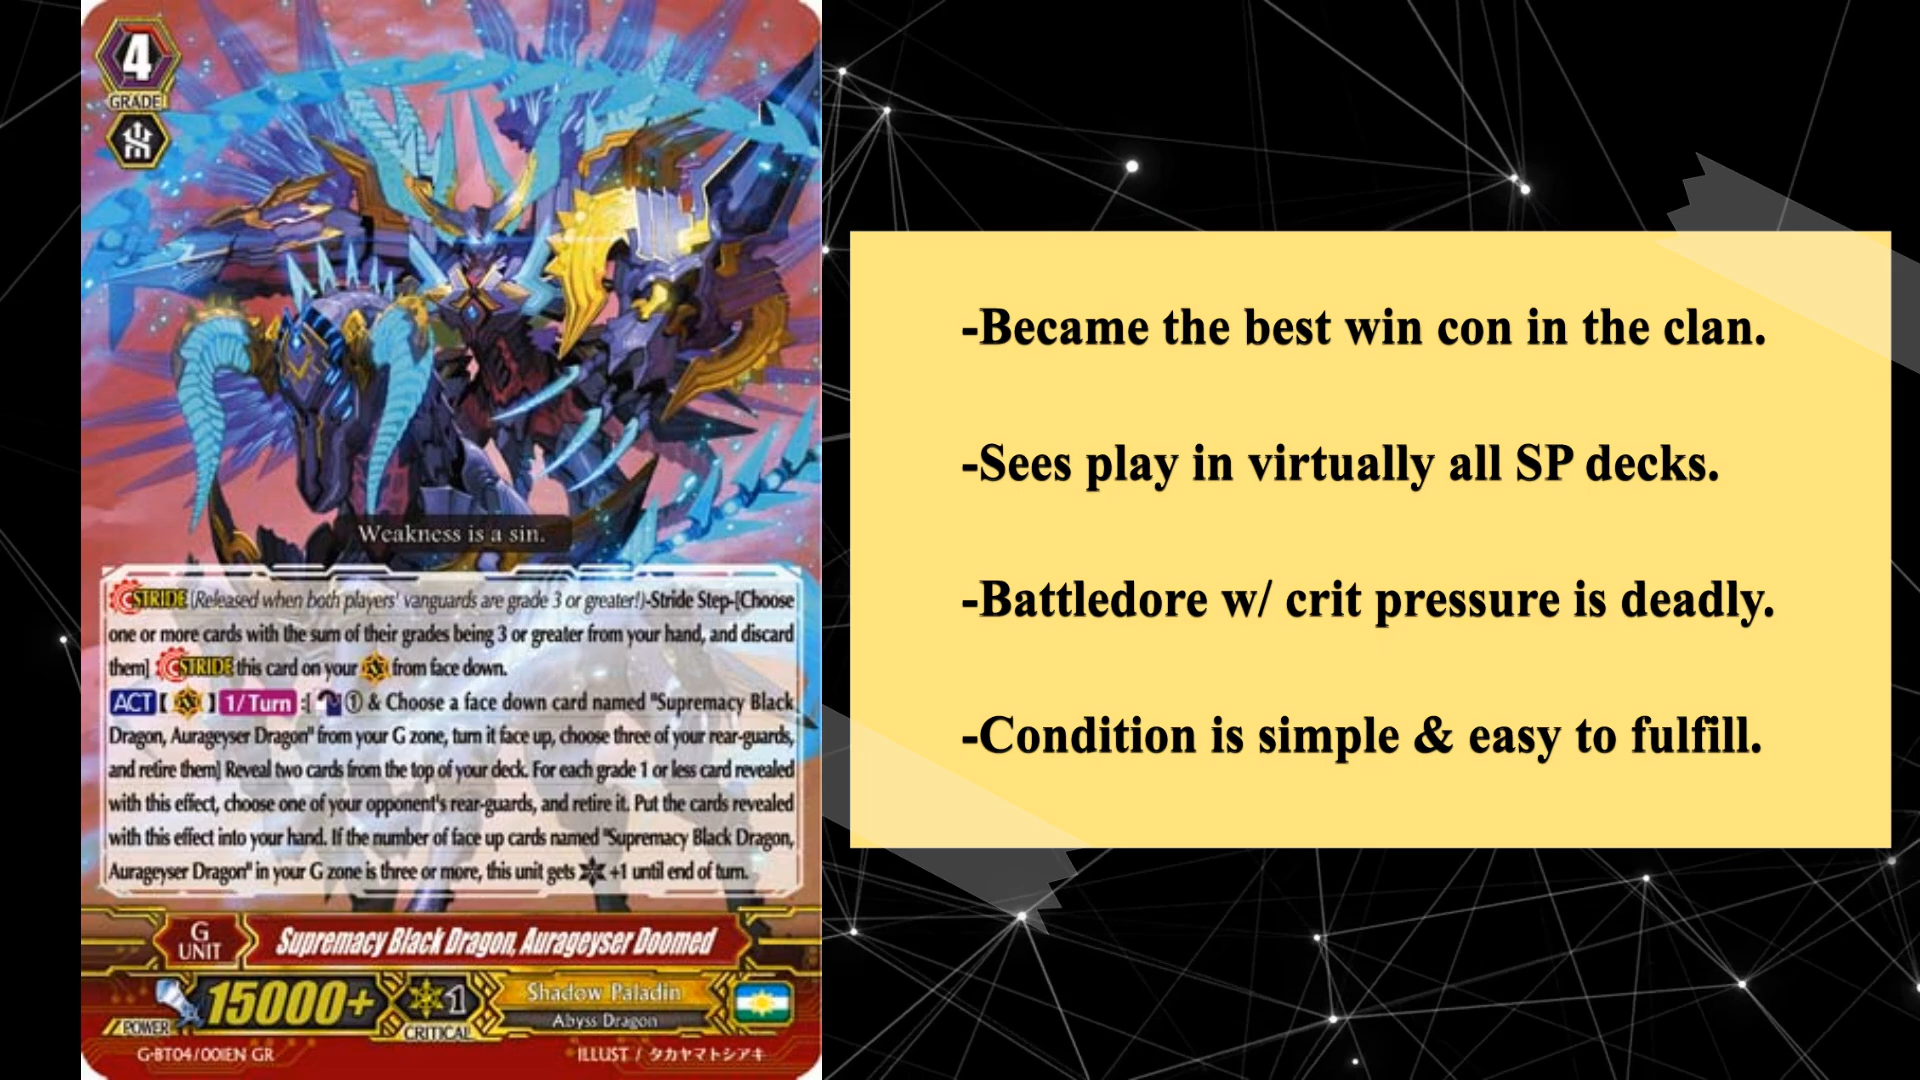 4
GRADE
Weakness is a sin.
STRIDE (Released when both players' vanguards are grade 3 or greater!)-Stride Step-[Choose
one or more cards with the sum of their grades being 3 or greater from your hand, and discard
them] STRIDE this card on your from face down.
ACT [ ] 1/Turn :[ ① & Choose a face down card named "Supremacy Black
Dragon, Aurageyser Dragon" from your G zone, turn it face up, choose three of your rear-guards,
and retire them] Reveal two cards from the top of your deck. For each grade 1 or less card revealed
with this effect, choose one of your opponent's rear-guards, and retire it. Put the cards revealed
with this effect into your hand. If the number of face up cards named "Supremacy Black Dragon,
Aurageyser Dragon" in your G zone is three or more, this unit gets +1 until end of turn.
G
UNIT
Supremacy Black Dragon, Aurageyser Doomed
15000+
POWER
1
CRITICAL
Shadow Paladin
Abyss Dragon
G-BT04/001EN GR
ILLUST / タカヤマトシアキ
-Became the best win con in the clan.
-Sees play in virtually all SP decks.
-Battledore w/ crit pressure is deadly.
-Condition is simple & easy to fulfill.